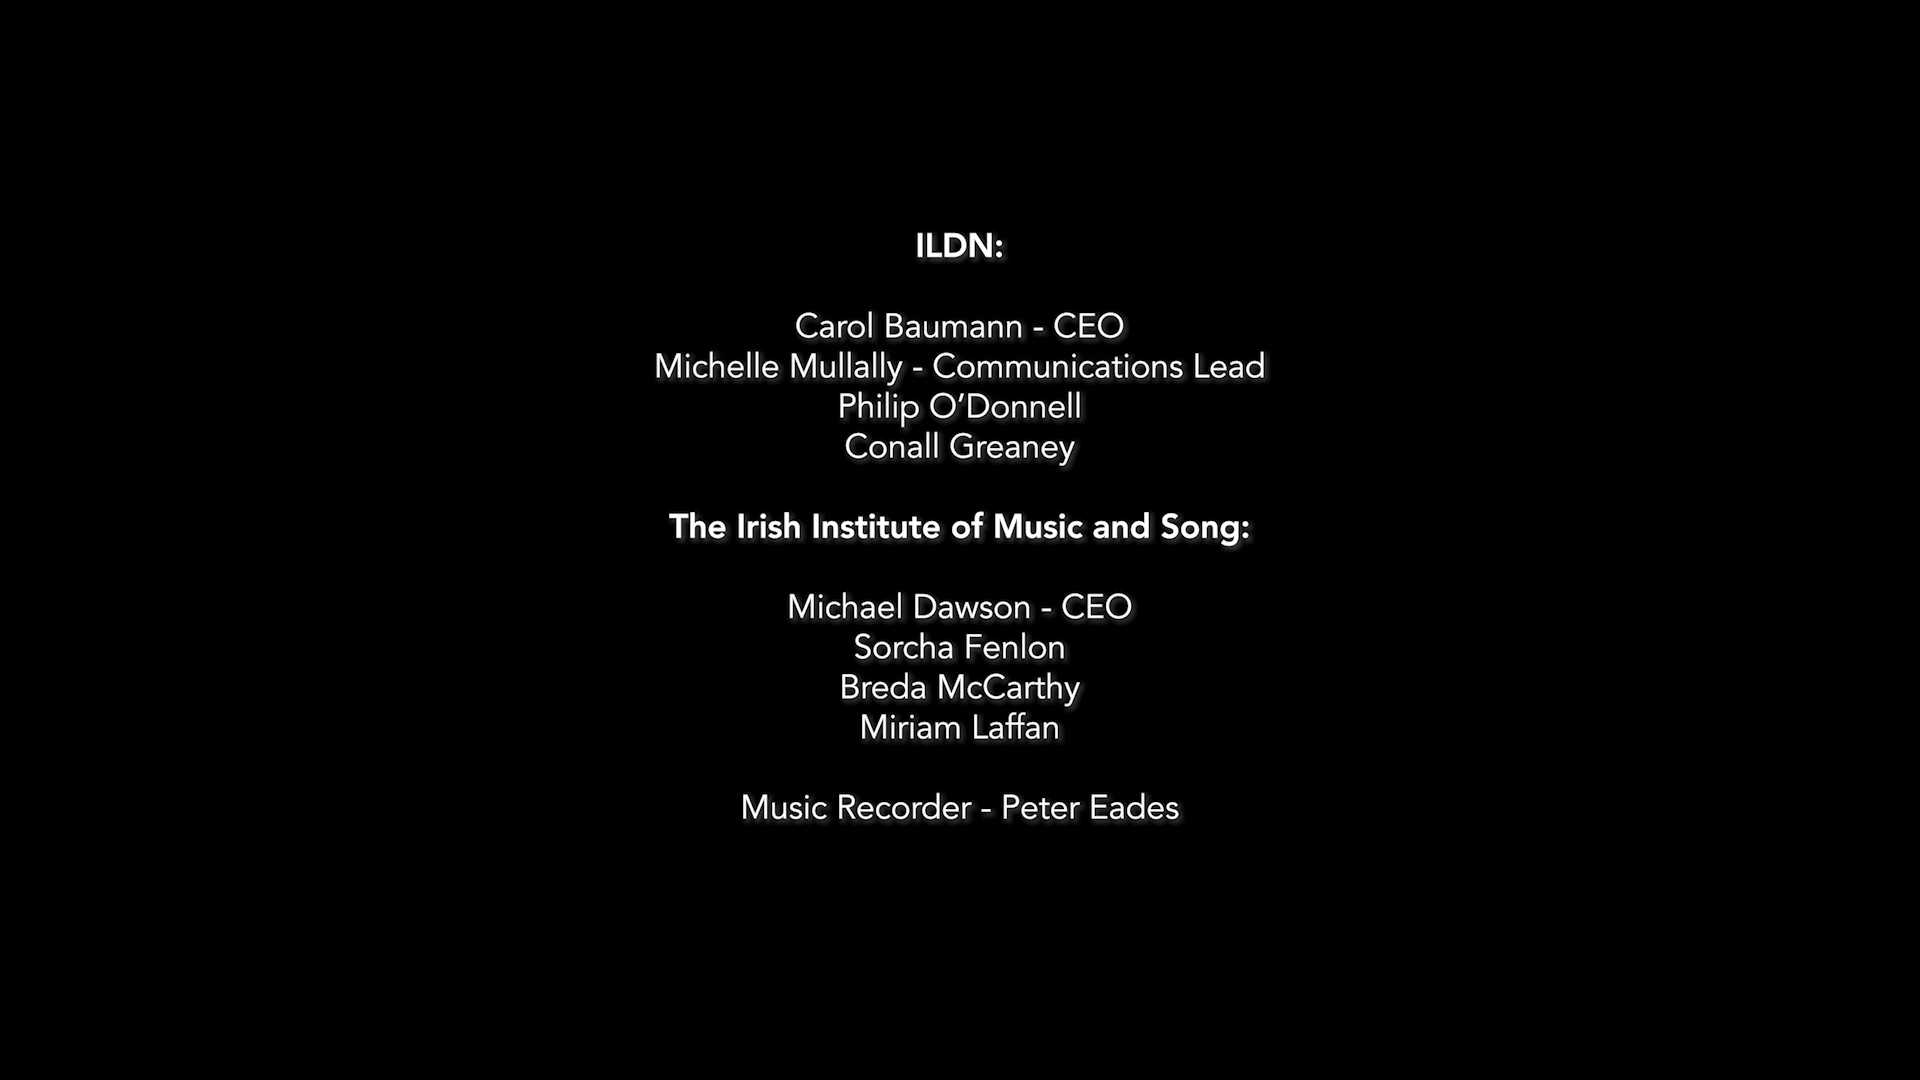 ILDN:
Carol Baumann - CEO
Michelle Mullally - Communications Lead
Philip O’Donnell
Conall Greaney
The Irish Institute of Music and Song:
Michael Dawson - CEO
Sorcha Fenlon
Breda McCarthy
Miriam Laffan
Music Recorder - Peter Eades